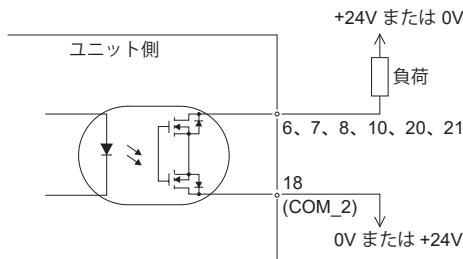 +24V または 0V
ユニット側
負荷
6、7、8、10、20、21
18
(COM_2)
0V または +24V